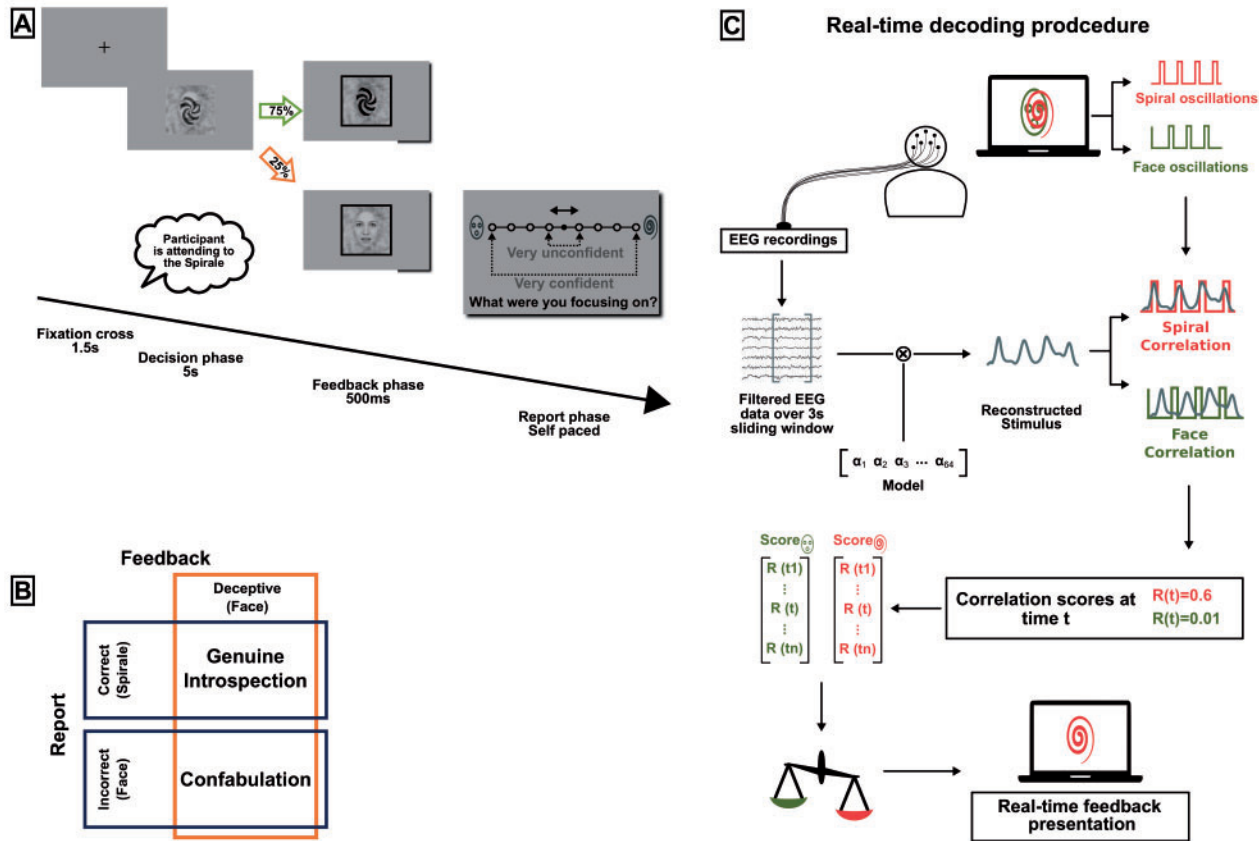 A
+
75%
25%
Participant
is attending to
the Spirale
Very unconfident
Very confident
What were you focusing on?
Fixation cross
1.5s
Decision phase
5s
Feedback phase
500ms
Report phase
Self paced
B
Feedback
Deceptive
(Face)
Report
Correct
(Spirale)
Genuine
Introspection
Incorrect
(Face)
Confabulation
C
Real-time decoding prodcedure
Spiral oscillations
Face oscillations
EEG recordings
Filtered EEG
data over 3s
sliding window
Reconstructed
Stimulus
Spiral
Correlation
Face
Correlation
α1 α2 α3 ... α64
Model
Score
R (t1)
⋮
R (t)
⋮
R (tn)
Score
R (t1)
⋮
R (t)
⋮
R (tn)
Correlation scores at
time t
R(t)=0.6
R(t)=0.01
Real-time feedback
presentation